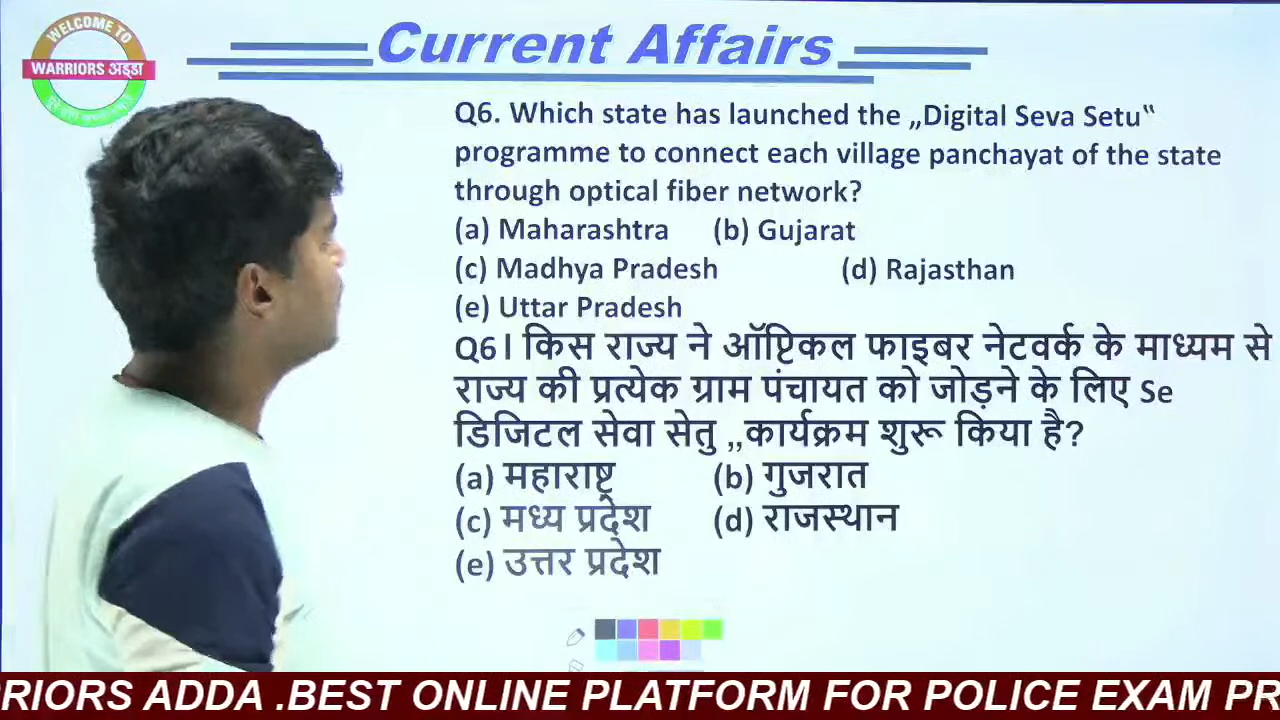 WELCOME TO
WARRIORS अड्डा
Current Affairs
Q6. Which state has launched the „Digital Seva Setu‟
programme to connect each village panchayat of the state
through optical fiber network?
(a) Maharashtra (b) Gujarat
(c) Madhya Pradesh (d) Rajasthan
(e) Uttar Pradesh
Q6। किस राज्य ने ऑप्टिकल फाइबर नेटवर्क के माध्यम से
राज्य की प्रत्येक ग्राम पंचायत को जोड़ने के लिए Se
डिजिटल सेवा सेतु „कार्यक्रम शुरू किया है?
(a) महाराष्ट्र (b) गुजरात
(c) मध्य प्रदेश (d) राजस्थान
(e) उत्तर प्रदेश
RRIORS ADDA .BEST ONLINE PLATFORM FOR POLICE EXAM PR